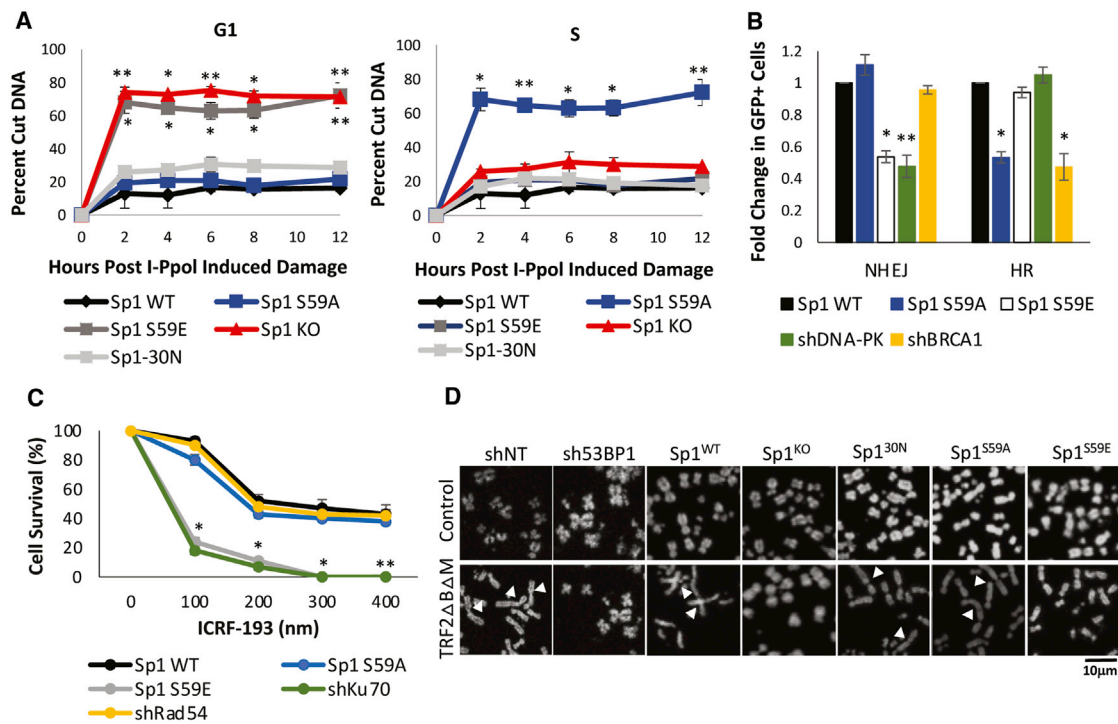 A
G1
Percent Cut DNA
100
80
60
40
20
0
** * ** * **
* * * * **
0 2 4 6 8 10 12
Hours Post I-PpoI Induced Damage
Sp1 WT Sp1 S59A
Sp1 S59E Sp1 KO
Sp1-30N
S
Percent Cut DNA
100
80
60
40
20
0
* ** * * **
0 2 4 6 8 10 12
Hours Post I-PpoI Induced Damage
Sp1 WT Sp1 S59A
Sp1 S59E Sp1 KO
Sp1-30N
B
Fold Change in GFP+ Cells
1.2
1
0.8
0.6
0.4
0.2
0
* ** * *
NHEJ HR
Sp1 WT Sp1 S59A Sp1 S59E
shDNA-PK shBRCA1
C
Cell Survival (%)
100
80
60
40
20
0
* * * **
0 100 200 300 400
ICRF-193 (nm)
Sp1 WT Sp1 S59A
Sp1 S59E shKu70
shRad54
D
shNT sh53BP1 Sp1WT Sp1KO Sp130N Sp1S59A Sp1S59E
Control
TRF2ΔBΔM
10μm